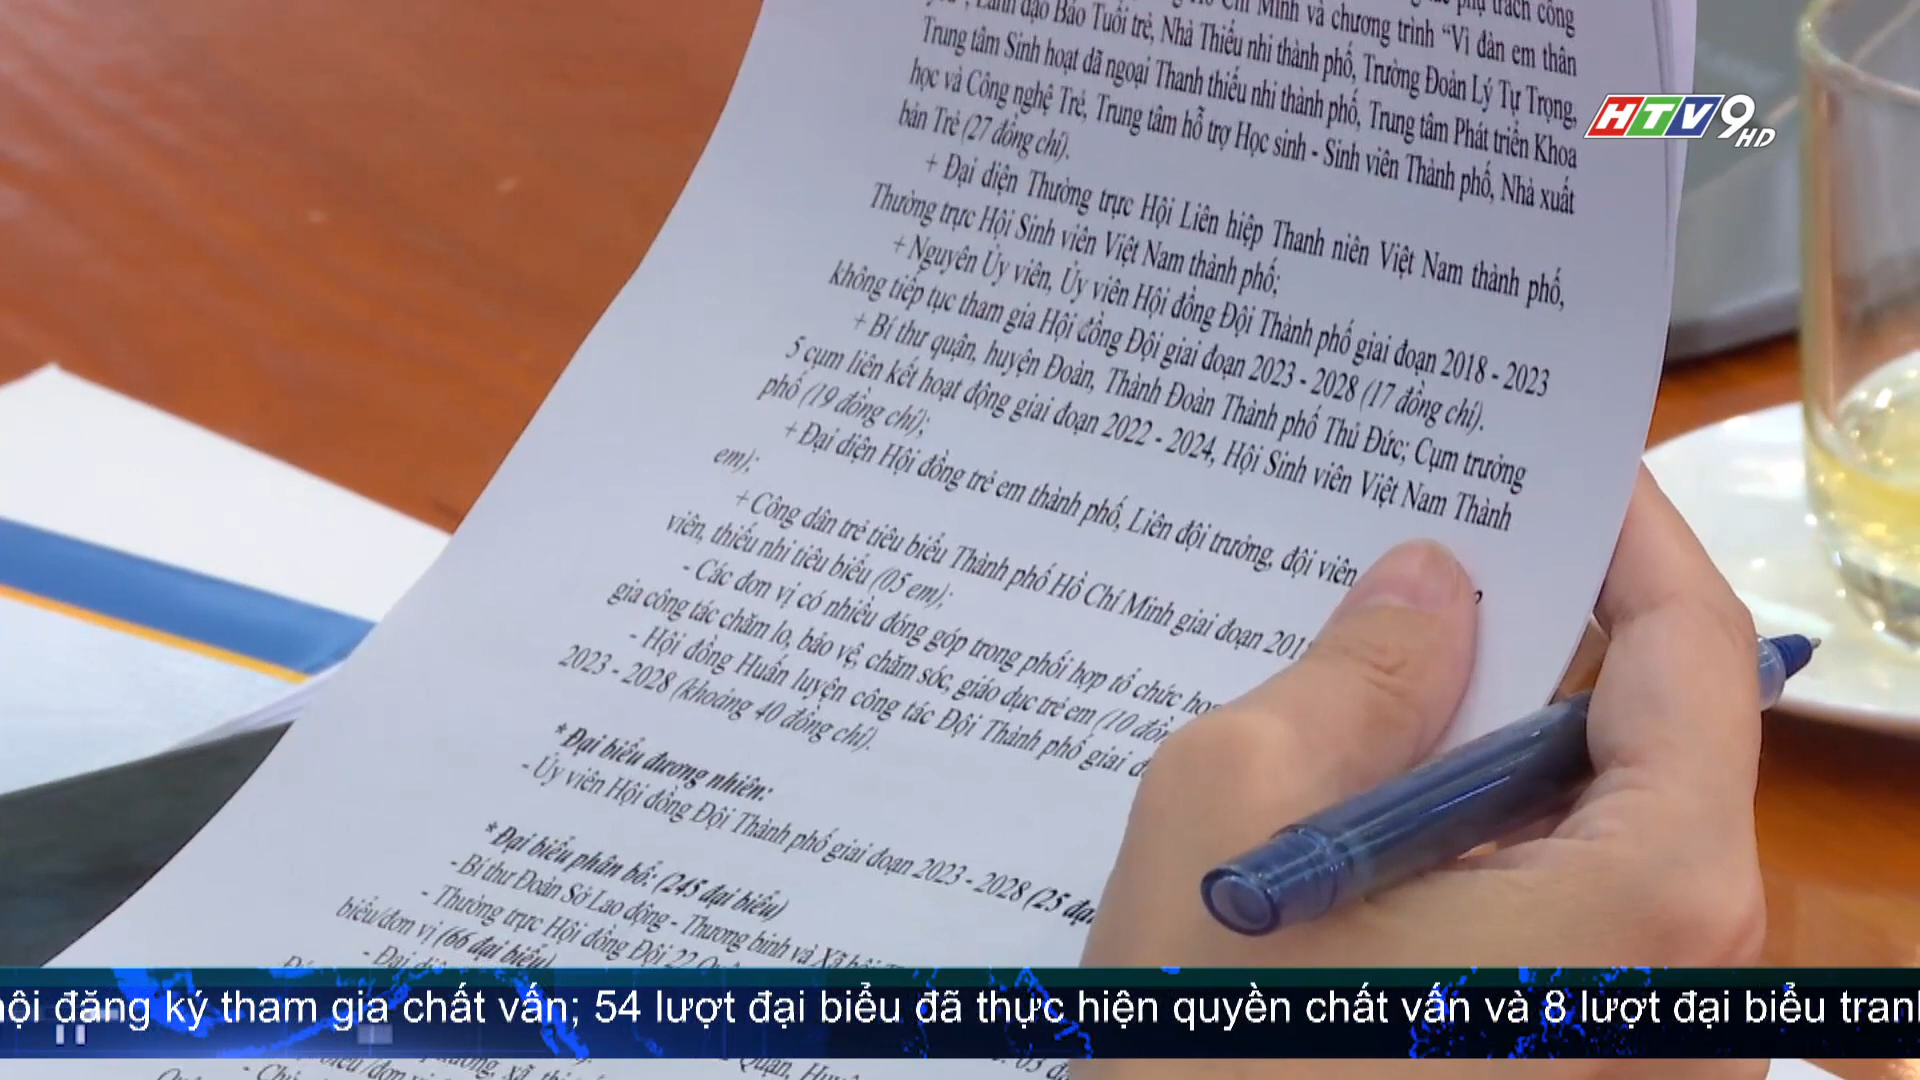 Chí Minh và chương trình “Vì đàn em thân
Lãnh đạo Báo Tuổi trẻ, Nhà Thiếu nhi thành phố, Trường Đoàn Lý Tự Trọng,
Trung tâm Sinh hoạt dã ngoại Thanh thiếu nhi thành phố, Trung tâm Phát triển Khoa
học và Công nghệ Trẻ, Trung tâm hỗ trợ Học sinh - Sinh viên Thành phố, Nhà xuất
bản Trẻ (27 đồng chí).
+ Đại diện Thường trực Hội Liên hiệp Thanh niên Việt Nam thành phố,
Thường trực Hội Sinh viên Việt Nam thành phố;
+ Nguyên Ủy viên, Ủy viên Hội đồng Đội Thành phố giai đoạn 2018 - 2023
không tiếp tục tham gia Hội đồng Đội giai đoạn 2023 - 2028 (17 đồng chí).
+ Bí thư quận, huyện Đoàn, Thành Đoàn Thành phố Thủ Đức; Cụm trưởng
5 cụm liên kết hoạt động giai đoạn 2022 - 2024, Hội Sinh viên Việt Nam Thành
phố (19 đồng chí);
+ Đại diện Hội đồng trẻ em thành phố, Liên đội trưởng, đội viên
em);
+ Công dân trẻ tiêu biểu Thành phố Hồ Chí Minh giai đoạn
viên, thiếu nhi tiêu biểu (05 em);
- Các đơn vị có nhiều đóng góp trong phối hợp tổ chức
gia công tác chăm lo, bảo vệ, chăm sóc, giáo dục trẻ em (10
- Hội đồng Huấn luyện công tác Đội Thành phố giai
2023 - 2028 (khoảng 40 đồng chí).
* Đại biểu đương nhiên:
- Ủy viên Hội đồng Đội Thành phố giai đoạn 2023 - 2028 (25
* Đại biểu phân bổ: (245 đại biểu)
- Bí thư Đoàn Sở Lao động - Thương binh và Xã hội
- Thường trực Hội đồng Đội 22
biểu/đơn vị (66 đại biểu)
- Đại
HTV9 HD
nội đăng ký tham gia chất vấn; 54 lượt đại biểu đã thực hiện quyền chất vấn và 8 lượt đại biểu